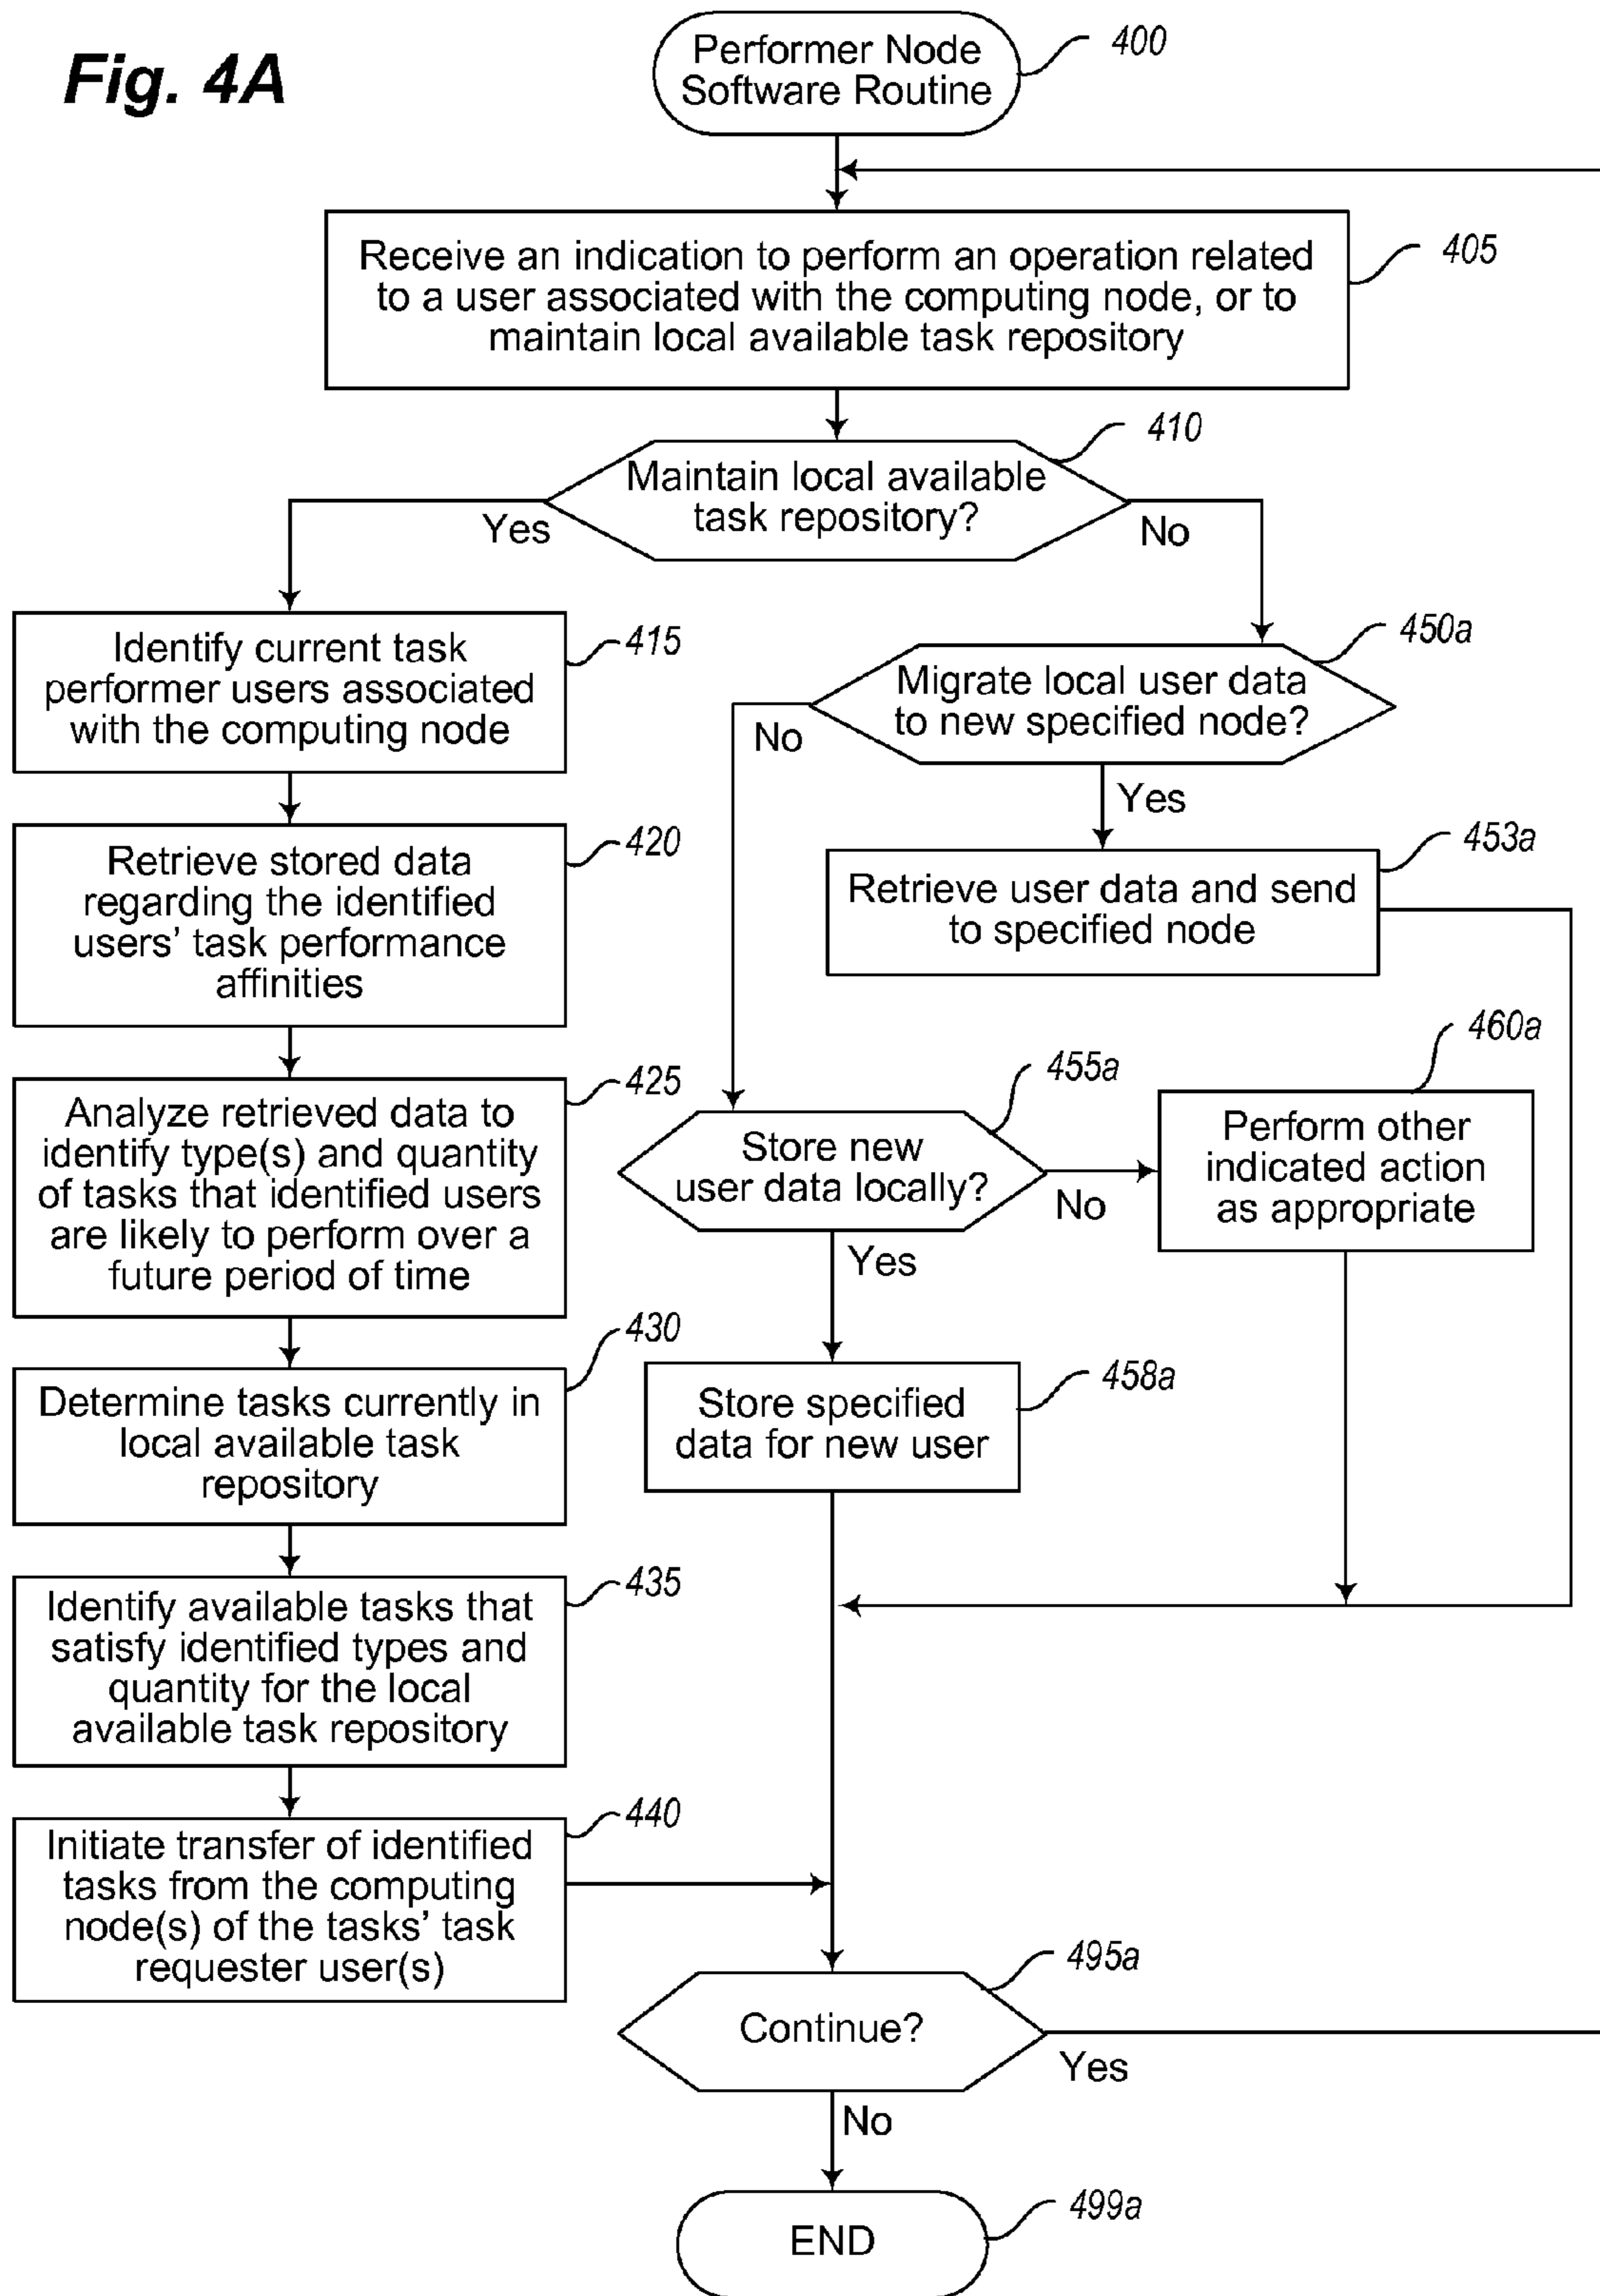 Fig. 4A
Performer Node
Software Routine
400
Receive an indication to perform an operation related
to a user associated with the computing node, or to
maintain local available task repository
405
Maintain local available
task repository?
410
Yes
No
Identify current task
performer users associated
with the computing node
415
Migrate local user data
to new specified node?
450a
No
Yes
Retrieve stored data
regarding the identified
users’ task performance
affinities
420
Retrieve user data and send
to specified node
453a
Analyze retrieved data to
identify type(s) and quantity
of tasks that identified users
are likely to perform over a
future period of time
425
Store new
user data locally?
455a
No
Yes
Perform other
indicated action
as appropriate
460a
Determine tasks currently in
local available task
repository
430
Store specified
data for new user
458a
Identify available tasks that
satisfy identified types and
quantity for the local
available task repository
435
Initiate transfer of identified
tasks from the computing
node(s) of the tasks’ task
requester user(s)
440
Continue?
495a
Yes
No
END
499a